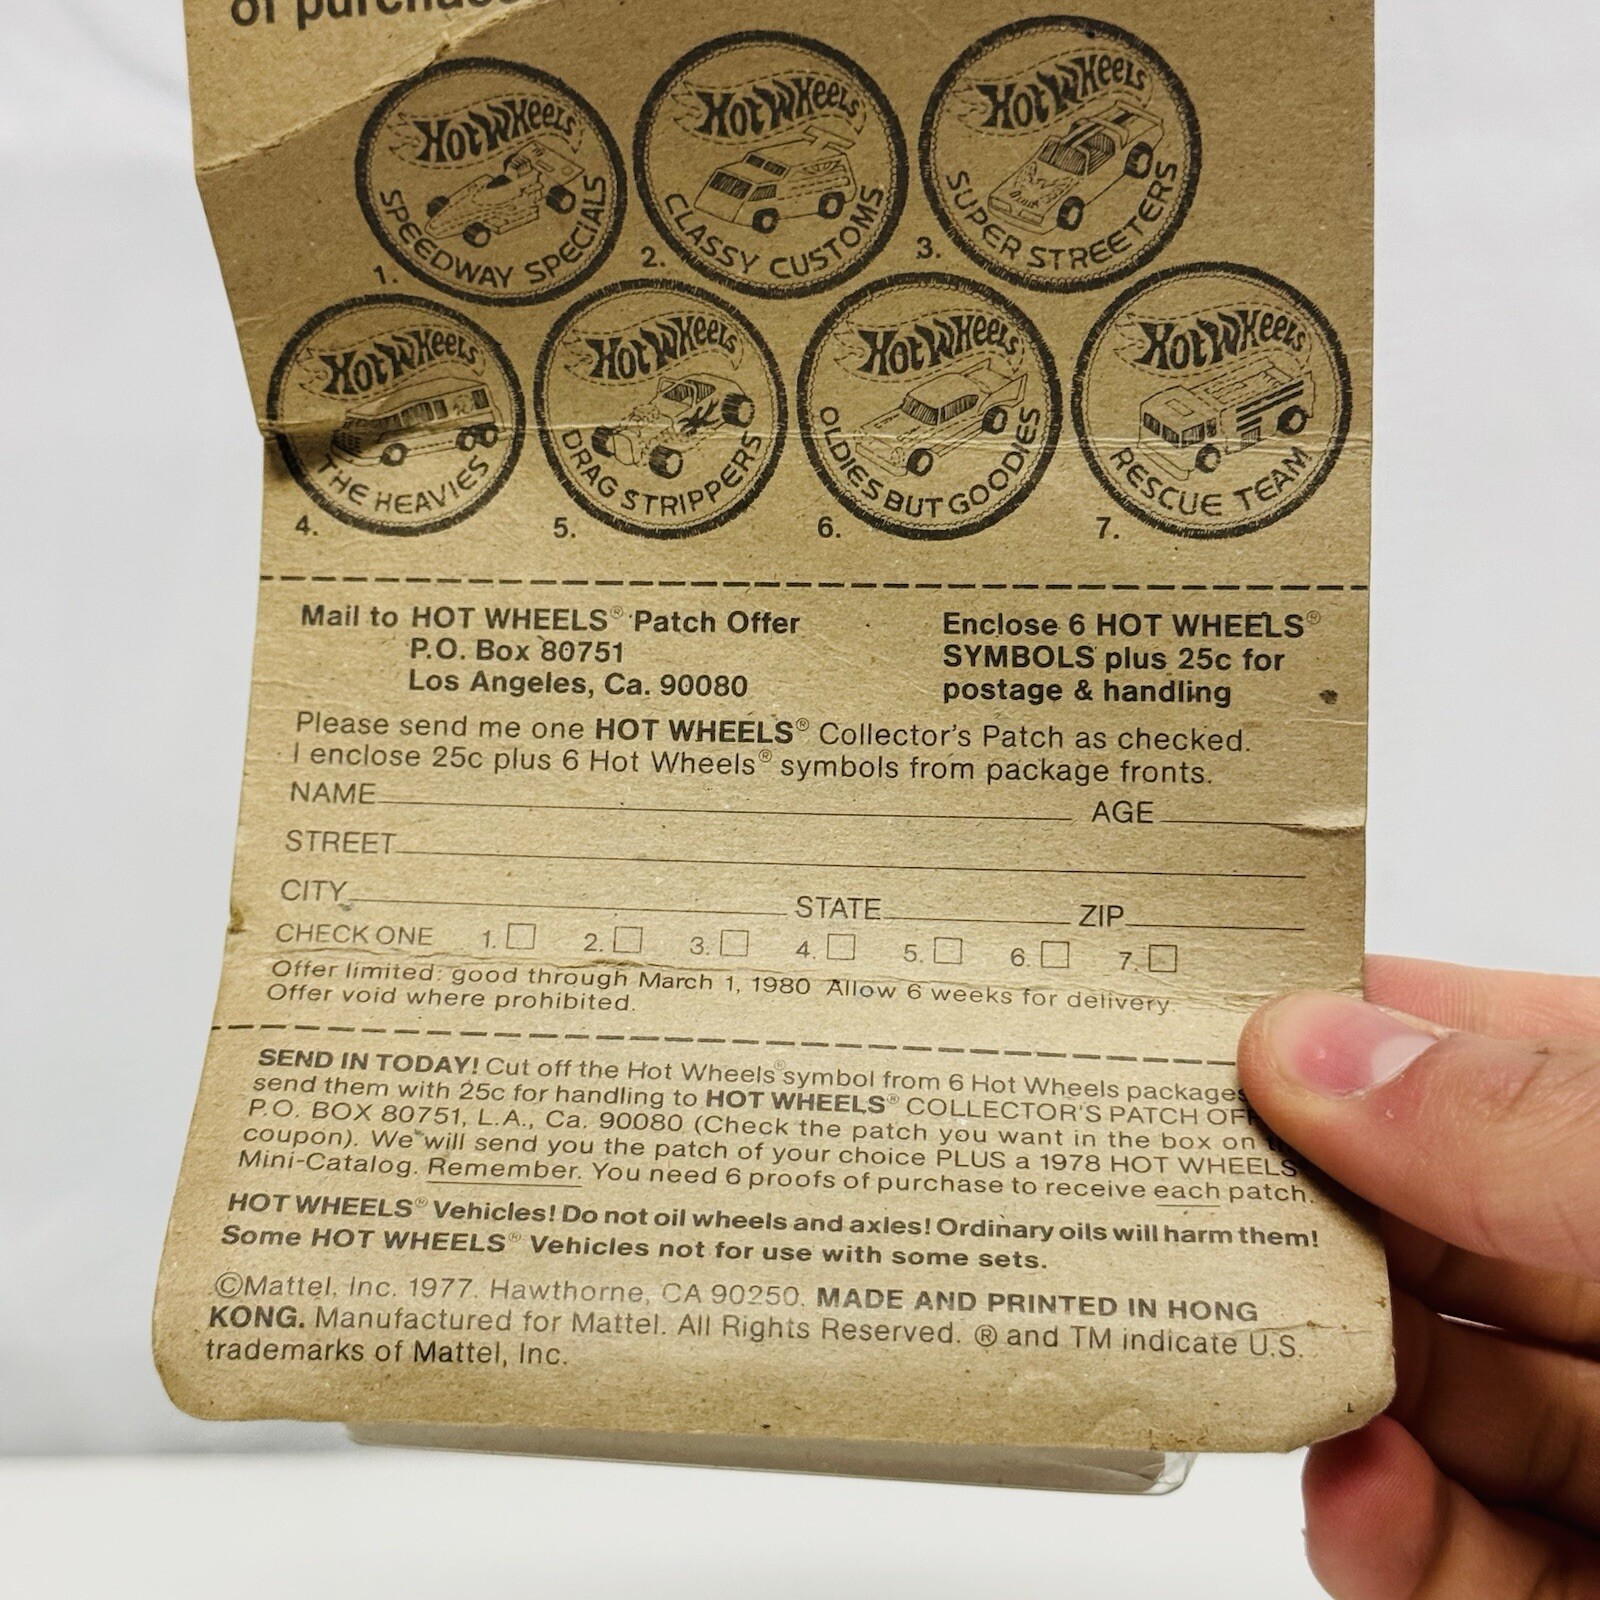 of purchase
Hot Wheels
SPEEDWAY SPECIALS
1.
Hot Wheels
CLASSY CUSTOMS
2.
Hot Wheels
SUPER STREETERS
3.
Hot Wheels
THE HEAVIES
4.
Hot Wheels
DRAG STRIPPERS
5.
Hot Wheels
OLDIES BUT GOODIES
6.
Hot Wheels
RESCUE TEAM
7.
Mail to HOT WHEELS® Patch Offer
P.O. Box 80751
Los Angeles, Ca. 90080
Enclose 6 HOT WHEELS®
SYMBOLS plus 25c for
postage & handling
Please send me one HOT WHEELS® Collector's Patch as checked.
I enclose 25c plus 6 Hot Wheels® symbols from package fronts.
NAME AGE
STREET
CITY STATE ZIP
CHECK ONE 1. 2. 3. 4. 5. 6. 7.
Offer limited: good through March 1, 1980 Allow 6 weeks for delivery
Offer void where prohibited.
SEND IN TODAY! Cut off the Hot Wheels® symbol from 6 Hot Wheels packages
send them with 25c for handling to HOT WHEELS® COLLECTOR'S PATCH
P.O. BOX 80751, L.A., Ca. 90080 (Check the patch you want in the box on
coupon). We will send you the patch of your choice PLUS a 1978 HOT WHEELS
Mini-Catalog. Remember. You need 6 proofs of purchase to receive each patch.
HOT WHEELS® Vehicles! Do not oil wheels and axles! Ordinary oils will harm them!
Some HOT WHEELS® Vehicles not for use with some sets.
©Mattel, Inc. 1977. Hawthorne, CA 90250. MADE AND PRINTED IN HONG
KONG. Manufactured for Mattel. All Rights Reserved. ® and TM indicate U.S.
trademarks of Mattel, Inc.